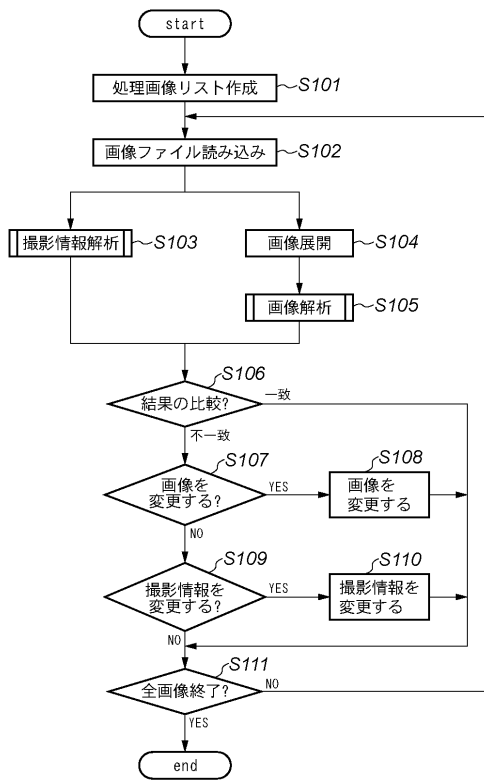 start
処理画像リスト作成
S101
画像ファイル読み込み
S102
撮影情報解析
S103
画像展開
S104
画像解析
S105
S106
結果の比較?
一致
不一致
S107
画像を
変更する?
YES
S108
画像を
変更する
NO
S109
撮影情報を
変更する?
YES
S110
撮影情報を
変更する
NO
S111
全画像終了?
NO
YES
end